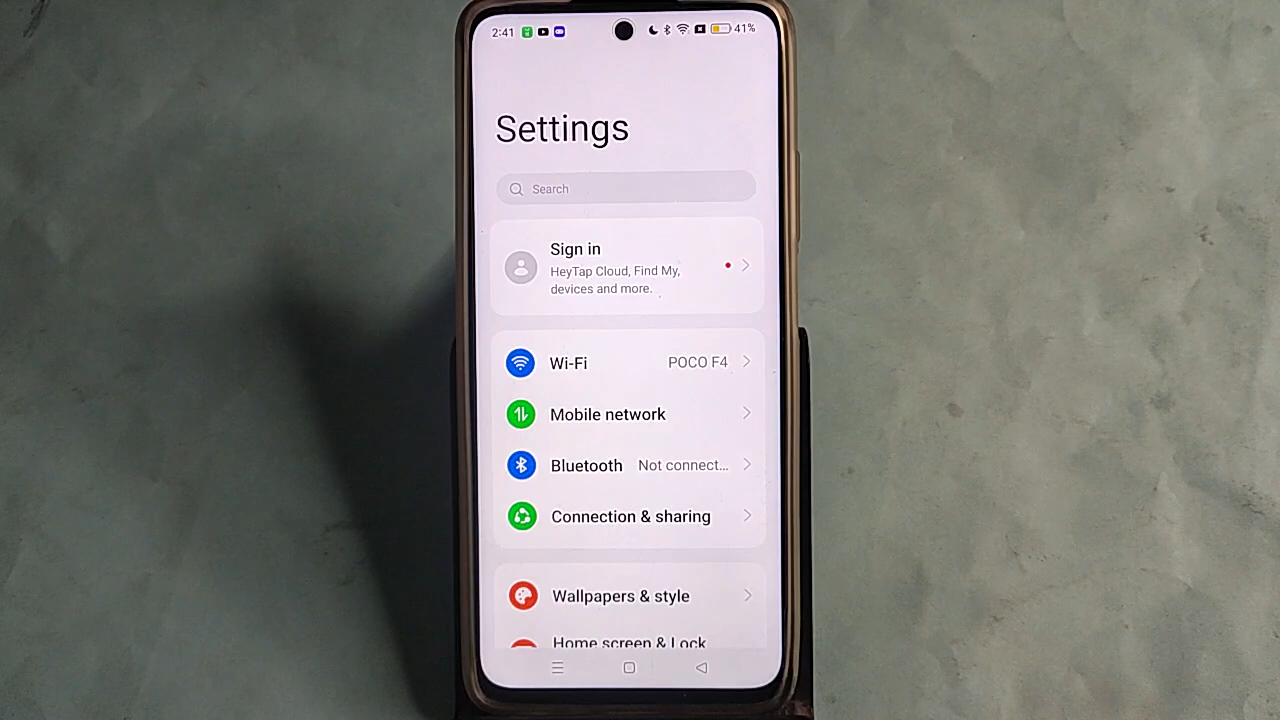 2:41 41%
Settings
Search
Sign in
HeyTap Cloud, Find My,
devices and more.
Wi-Fi POCO F4
Mobile network
Bluetooth Not connect...
Connection & sharing
Wallpapers & style
Home screen & Lock